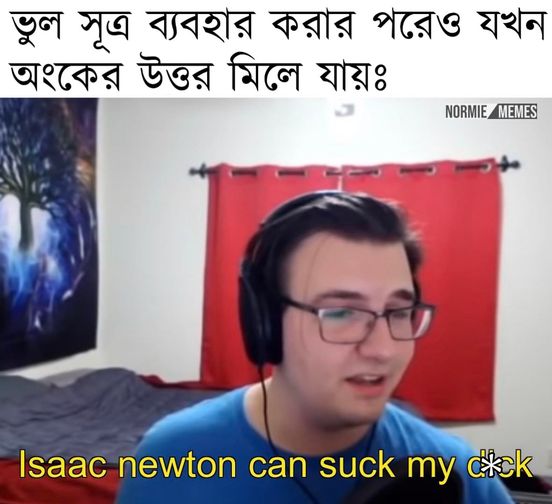 ভুল সূত্র ব্যবহার করার পরেও যখন
অংকের উত্তর মিলে যায়ঃ
NORMIE MEMES
Isaac newton can suck my d*ck